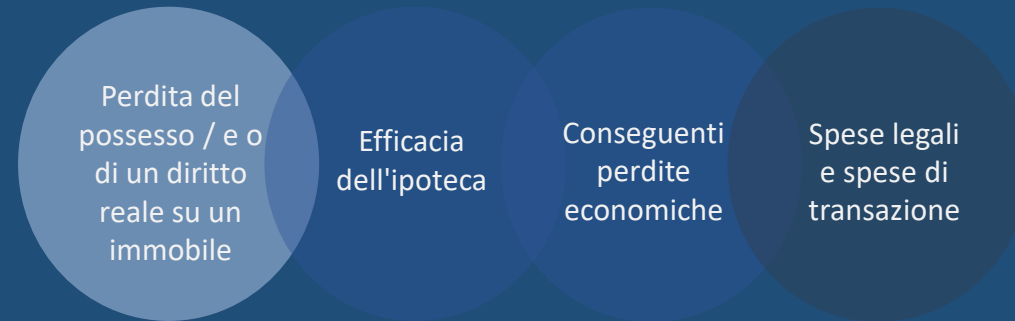 Perdita del
possesso / e o
di un diritto
reale su un
immobile
Efficacia
dell'ipoteca
Conseguenti
perdite
economiche
Spese legali
e spese di
transazione